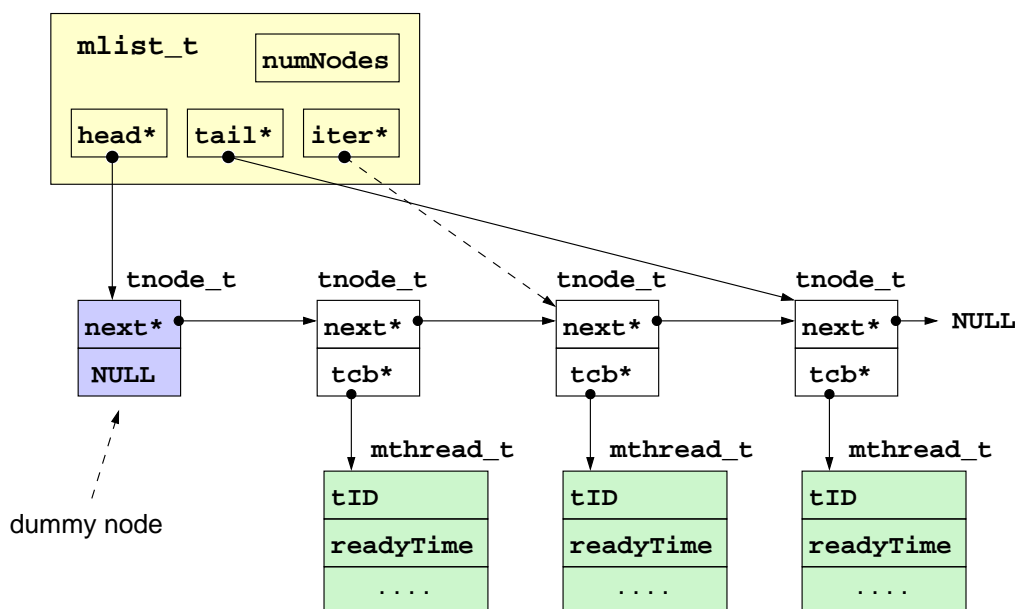 mlist_t
numNodes
head* tail* iter*
tnode_t tnode_t tnode_t tnode_t
next* next* next* next* NULL
NULL tcb* tcb* tcb*
mthread_t mthread_t mthread_t
tID tID tID
dummy node
readyTime readyTime readyTime
.... .... ....